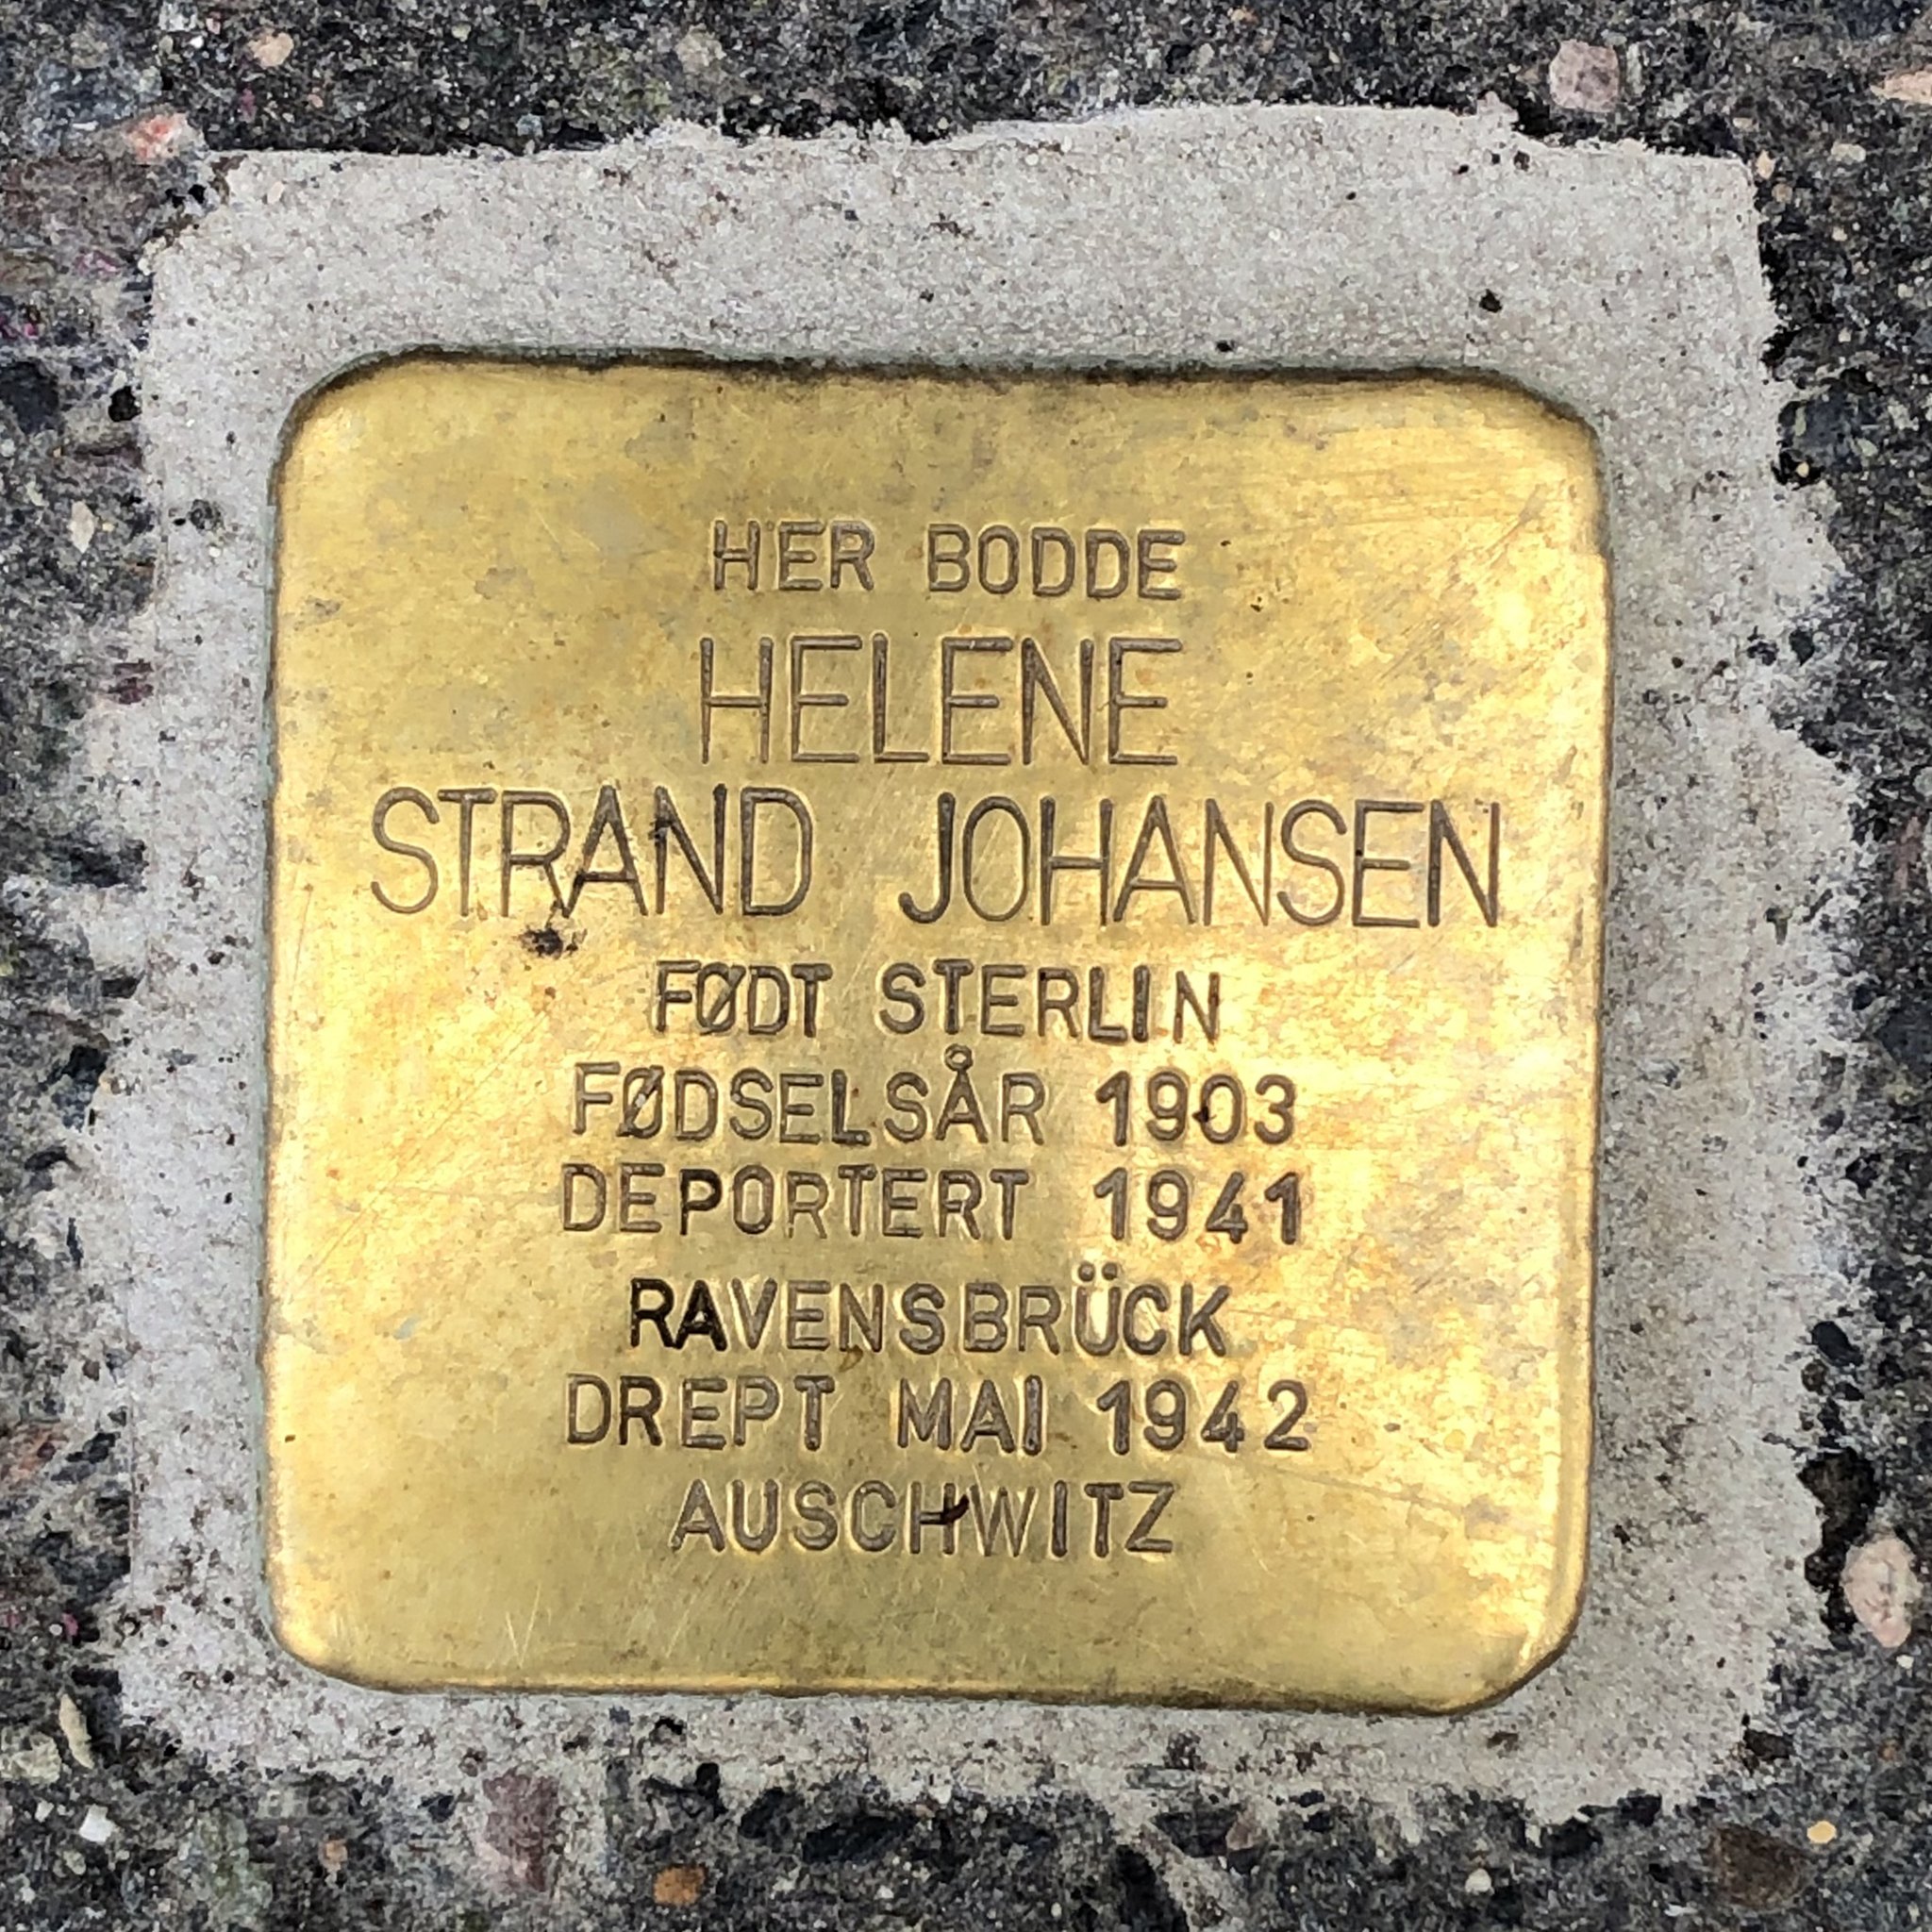 HER BODDE
HELENE
STRAND JOHANSEN
FØDT STERLIN
FØDSELSÅR 1903
DEPORTERT 1941
RAVENSBRÜCK
DREPT MAI 1942
AUSCHWITZ